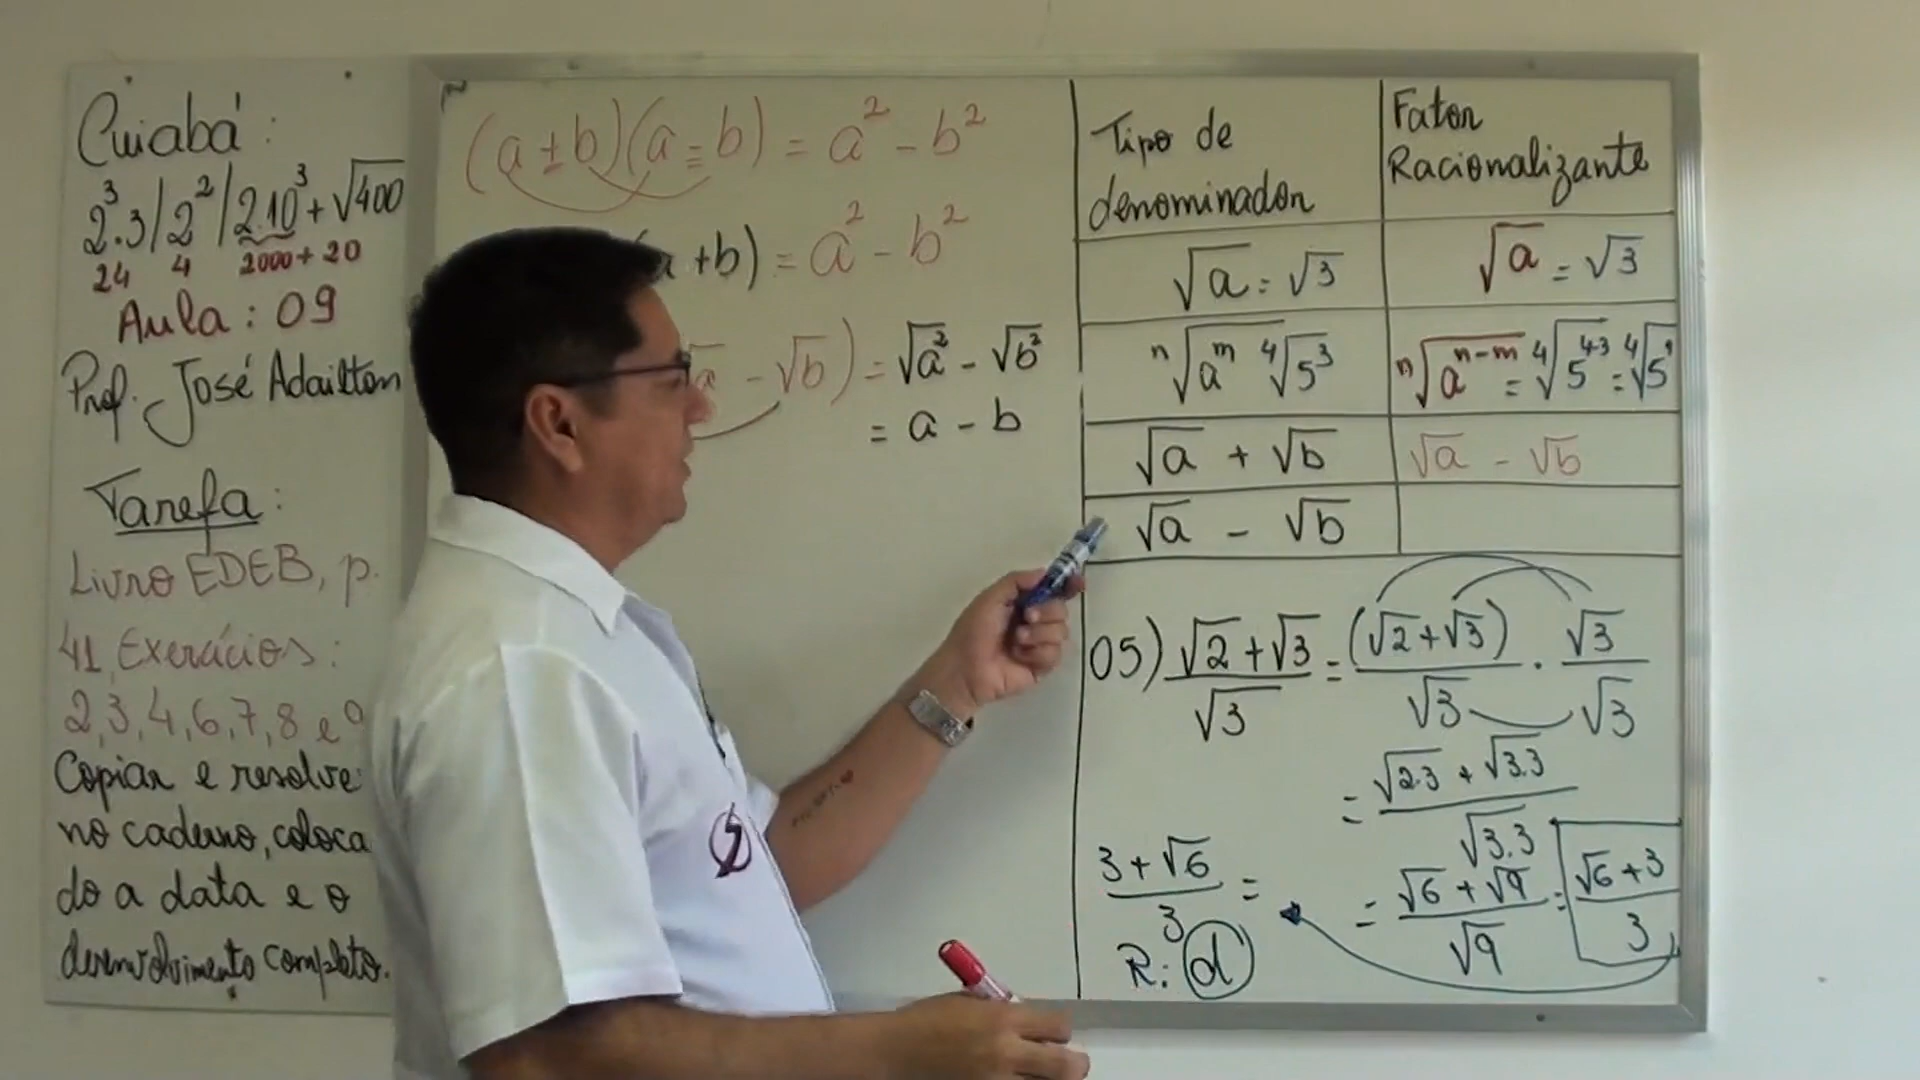 Cuiabá:
2³.3/2²/2.10³+√400
24 4 2000+20
Aula: 09
Prof. José Adailton
Tarefa:
Livro EDEB, p.
41 Exercícios:
2,3,4,6,7,8 e 9
Copiar e resolve
no caderno, coloca
do a data e o
desenvolvimento completo.
(a±b)(a=b) = a² - b²
+b) = a² - b²
- √b) = √a² - √b²
= a - b
Tipo de denominador
Fator Racionalizante
√a = √3
√a = √3
ⁿ√aᵐ ⁴√5³
ⁿ√aⁿ⁻ᵐ = ⁴√5⁴⁻³ = ⁴√5¹
√a + √b
√a - √b
√a - √b
05) (√2+√3)/√3 = (√2+√3)/√3 . √3/√3
= (√2.3 + √3.3)/√3.3
= (√6 + √9)/√9 = (√6+3)/3
(3+√6)/3 =
R: d